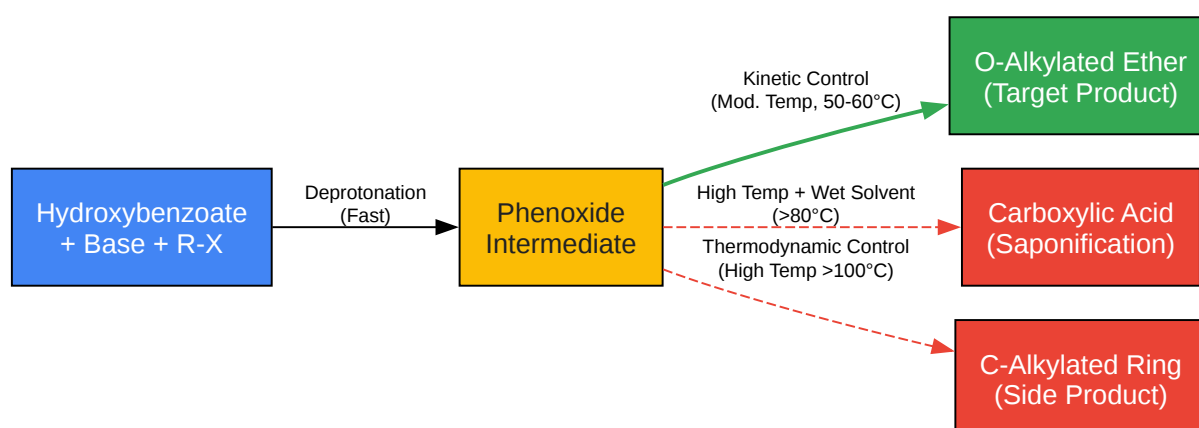 Hydroxybenzoate
+ Base + R-X
Deprotonation
(Fast)
Phenoxide
Intermediate
Kinetic Control
(Mod. Temp, 50-60°C)
O-Alkylated Ether
(Target Product)
High Temp + Wet Solvent
(>80°C)
Carboxylic Acid
(Saponification)
Thermodynamic Control
(High Temp >100°C)
C-Alkylated Ring
(Side Product)